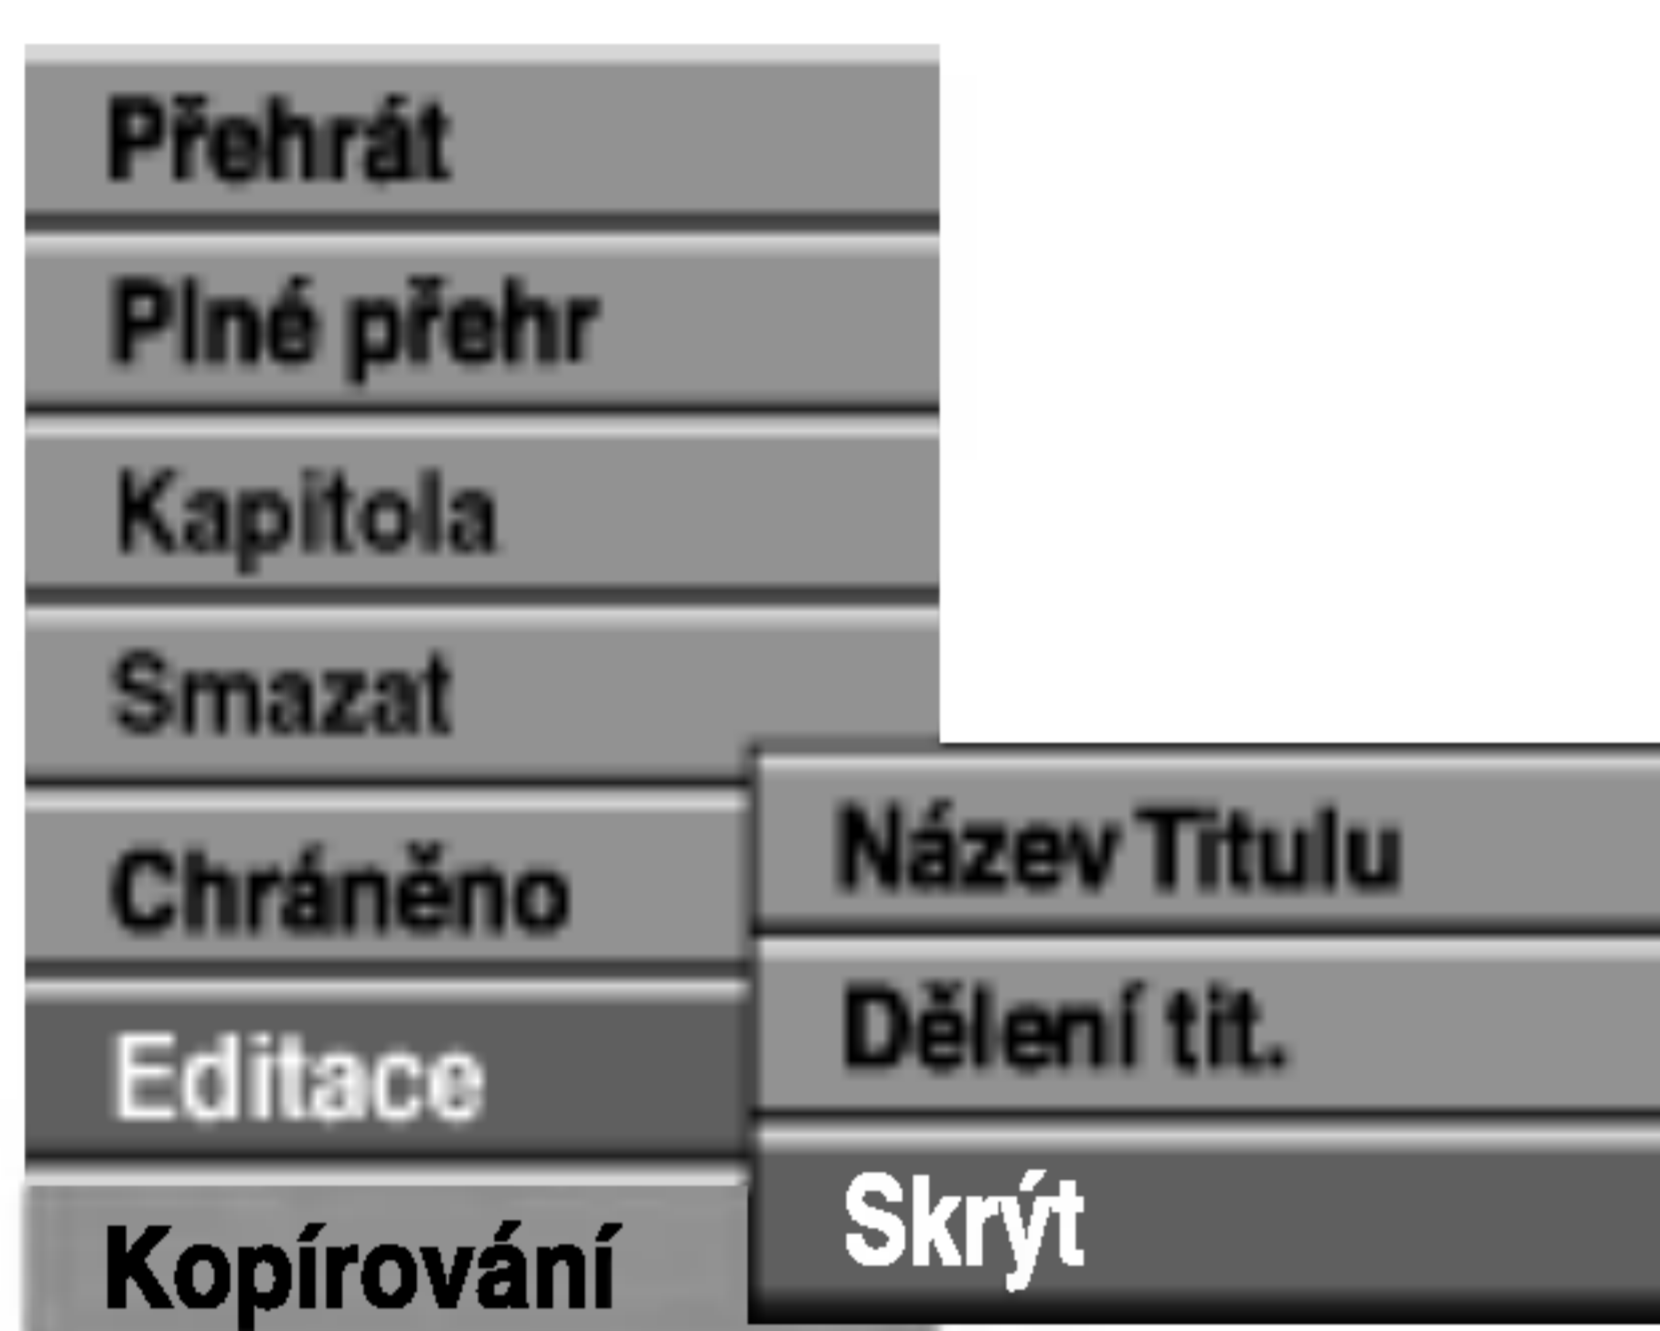 Přehrát
Plné přehr
Kapitola
Smazat
Chráněno
Editace
Kopírování
Název Titulu
Dělení tit.
Skrýt